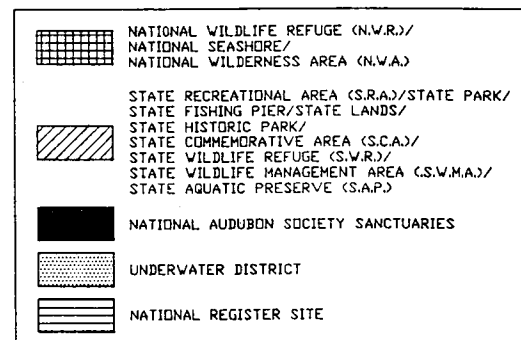 NATIONAL WILDLIFE REFUGE (N.W.R.)/
NATIONAL SEASHORE/
NATIONAL WILDERNESS AREA (N.W.A.)
STATE RECREATIONAL AREA (S.R.A.)/STATE PARK/
STATE FISHING PIER/STATE LANDS/
STATE HISTORIC PARK/
STATE COMMEMORATIVE AREA (S.C.A.)/
STATE WILDLIFE REFUGE (S.W.R.)/
STATE WILDLIFE MANAGEMENT AREA (.S.W.M.A.)/
STATE AQUATIC PRESERVE (S.A.P.)
NATIONAL AUDUBON SOCIETY SANCTUARIES
UNDERWATER DISTRICT
NATIONAL REGISTER SITE